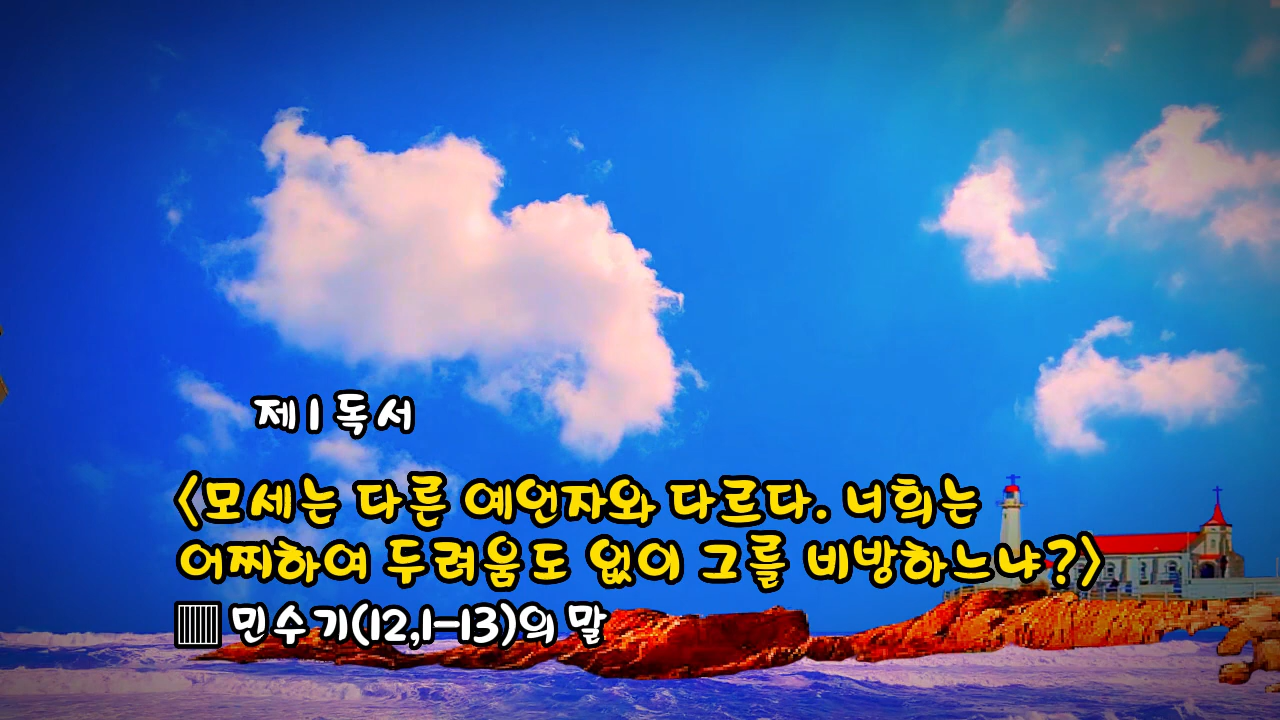 제1독서
<모세는 다른 예언자와 다르다. 너희는
어찌하여 두려움도 없이 그를 비방하느냐?>
▥ 민수기(12,1-13)의 말